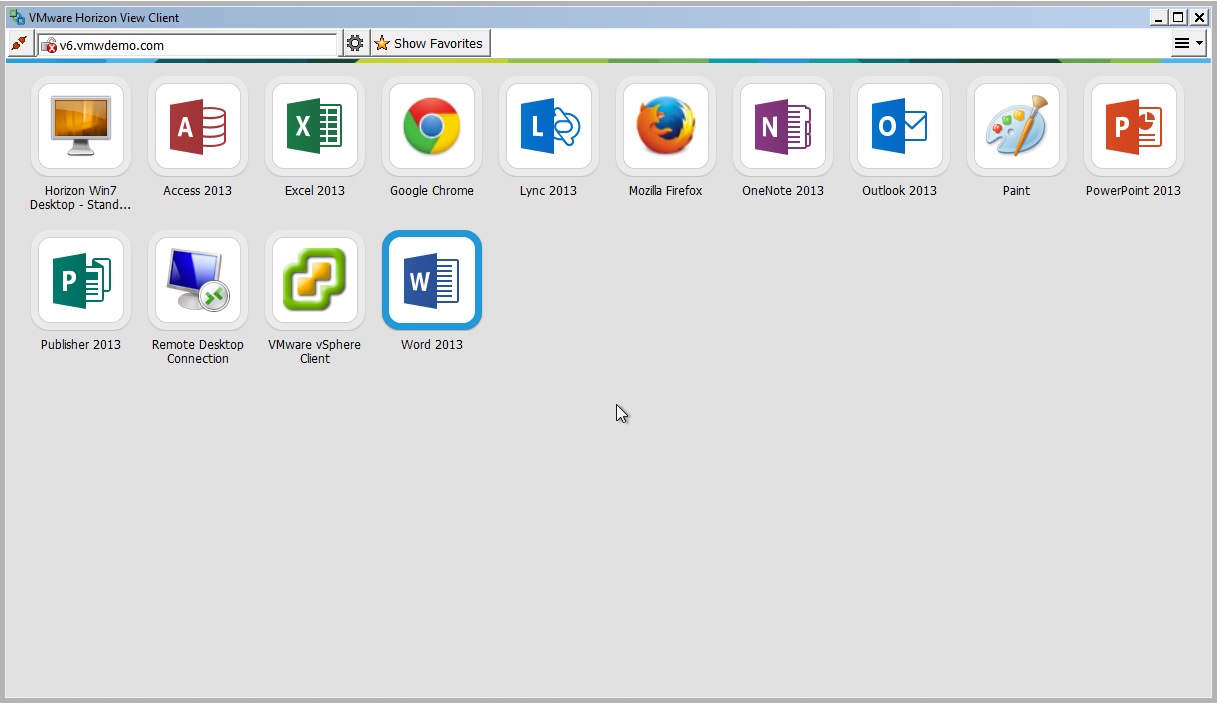 VMware Horizon View Client
v6.vmwdemo.com
Show Favorites
A
X
L
N
O
P
Horizon Win7
Desktop - Stand...
Access 2013
Excel 2013
Google Chrome
Lync 2013
Mozilla Firefox
OneNote 2013
Outlook 2013
Paint
PowerPoint 2013
P
W
Publisher 2013
Remote Desktop
Connection
VMware vSphere
Client
Word 2013